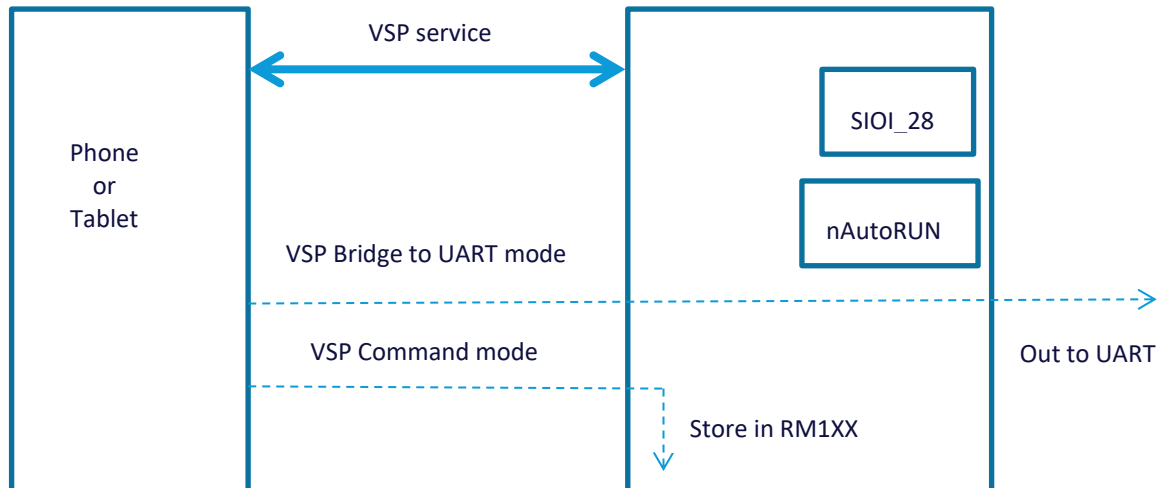 VSP service
SIOI_28
Phone
or
Tablet
nAutoRUN
VSP Bridge to UART mode
VSP Command mode
Out to UART
Store in RM1XX